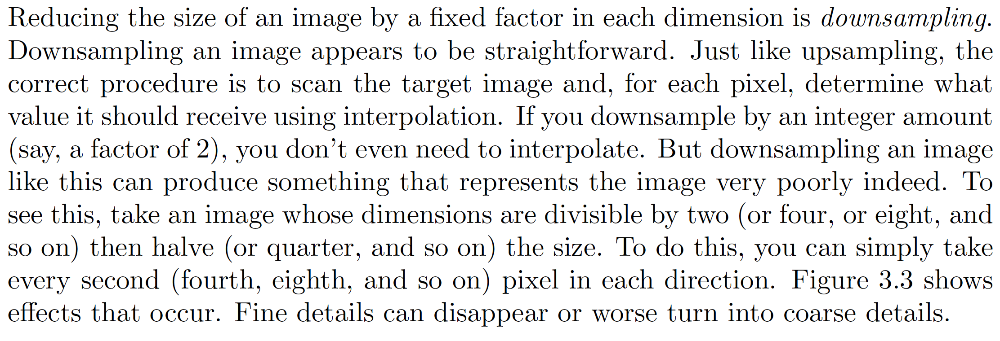 Reducing the size of an image by a fixed factor in each dimension is downsampling.
Downsampling an image appears to be straightforward. Just like upsampling, the
correct procedure is to scan the target image and, for each pixel, determine what
value it should receive using interpolation. If you downsample by an integer amount
(say, a factor of 2), you don’t even need to interpolate. But downsampling an image
like this can produce something that represents the image very poorly indeed. To
see this, take an image whose dimensions are divisible by two (or four, or eight, and
so on) then halve (or quarter, and so on) the size. To do this, you can simply take
every second (fourth, eighth, and so on) pixel in each direction. Figure 3.3 shows
effects that occur. Fine details can disappear or worse turn into coarse details.